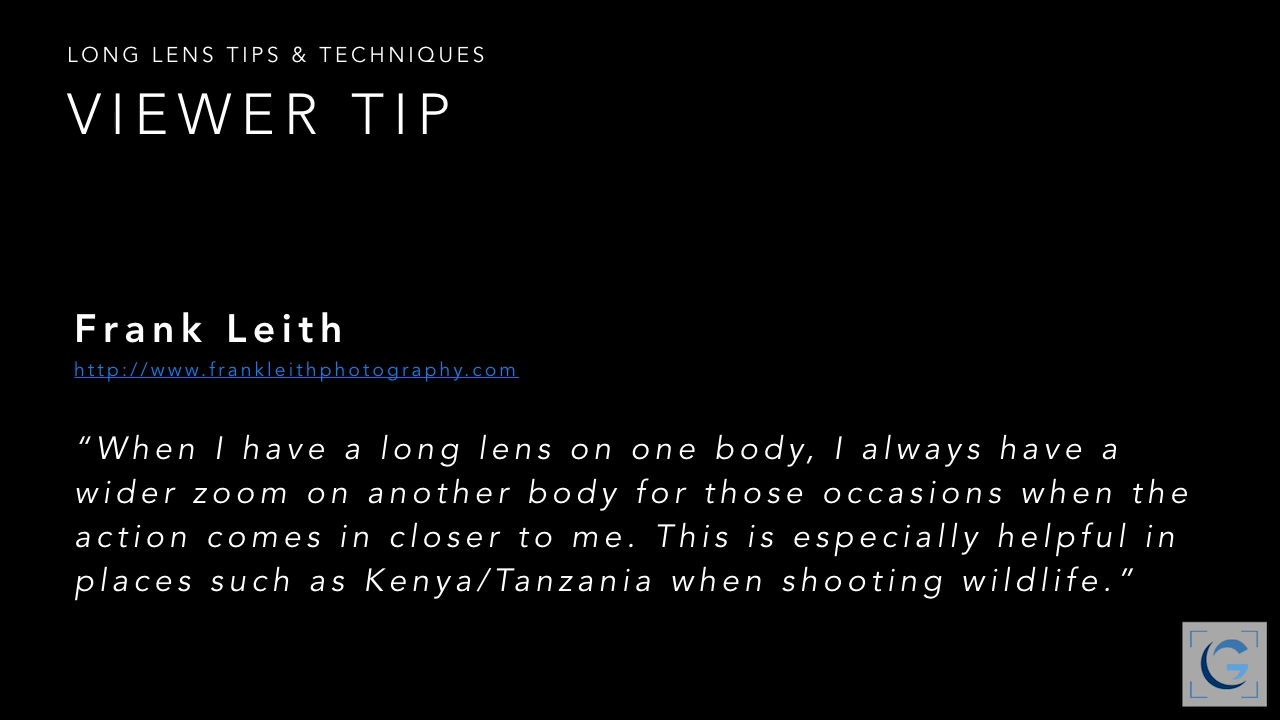 LONG LENS TIPS & TECHNIQUES
VIEWER TIP
Frank Leith
http://www.frankleithphotography.com
“When I have a long lens on one body, I always have a
wider zoom on another body for those occasions when the
action comes in closer to me. This is especially helpful in
places such as Kenya/Tanzania when shooting wildlife.”
G